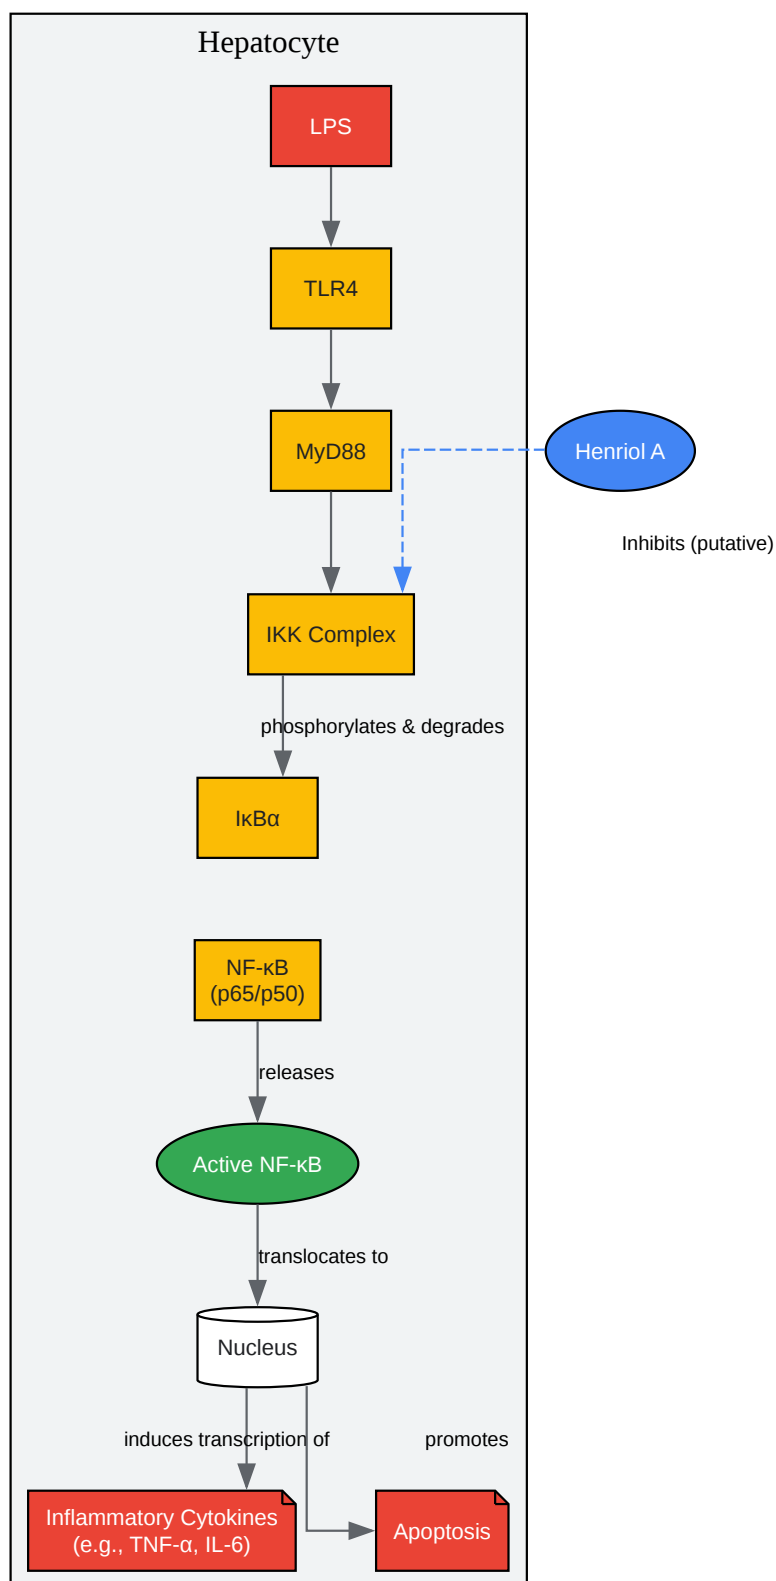 Hepatocyte
LPS
TLR4
MyD88
Henriol A
Inhibits (putative)
IKK Complex
phosphorylates & degrades
IκBα
NF-κB
(p65/p50)
releases
Active NF-κB
translocates to
Nucleus
induces transcription of
promotes
Inflammatory Cytokines
(e.g., TNF-α, IL-6)
Apoptosis